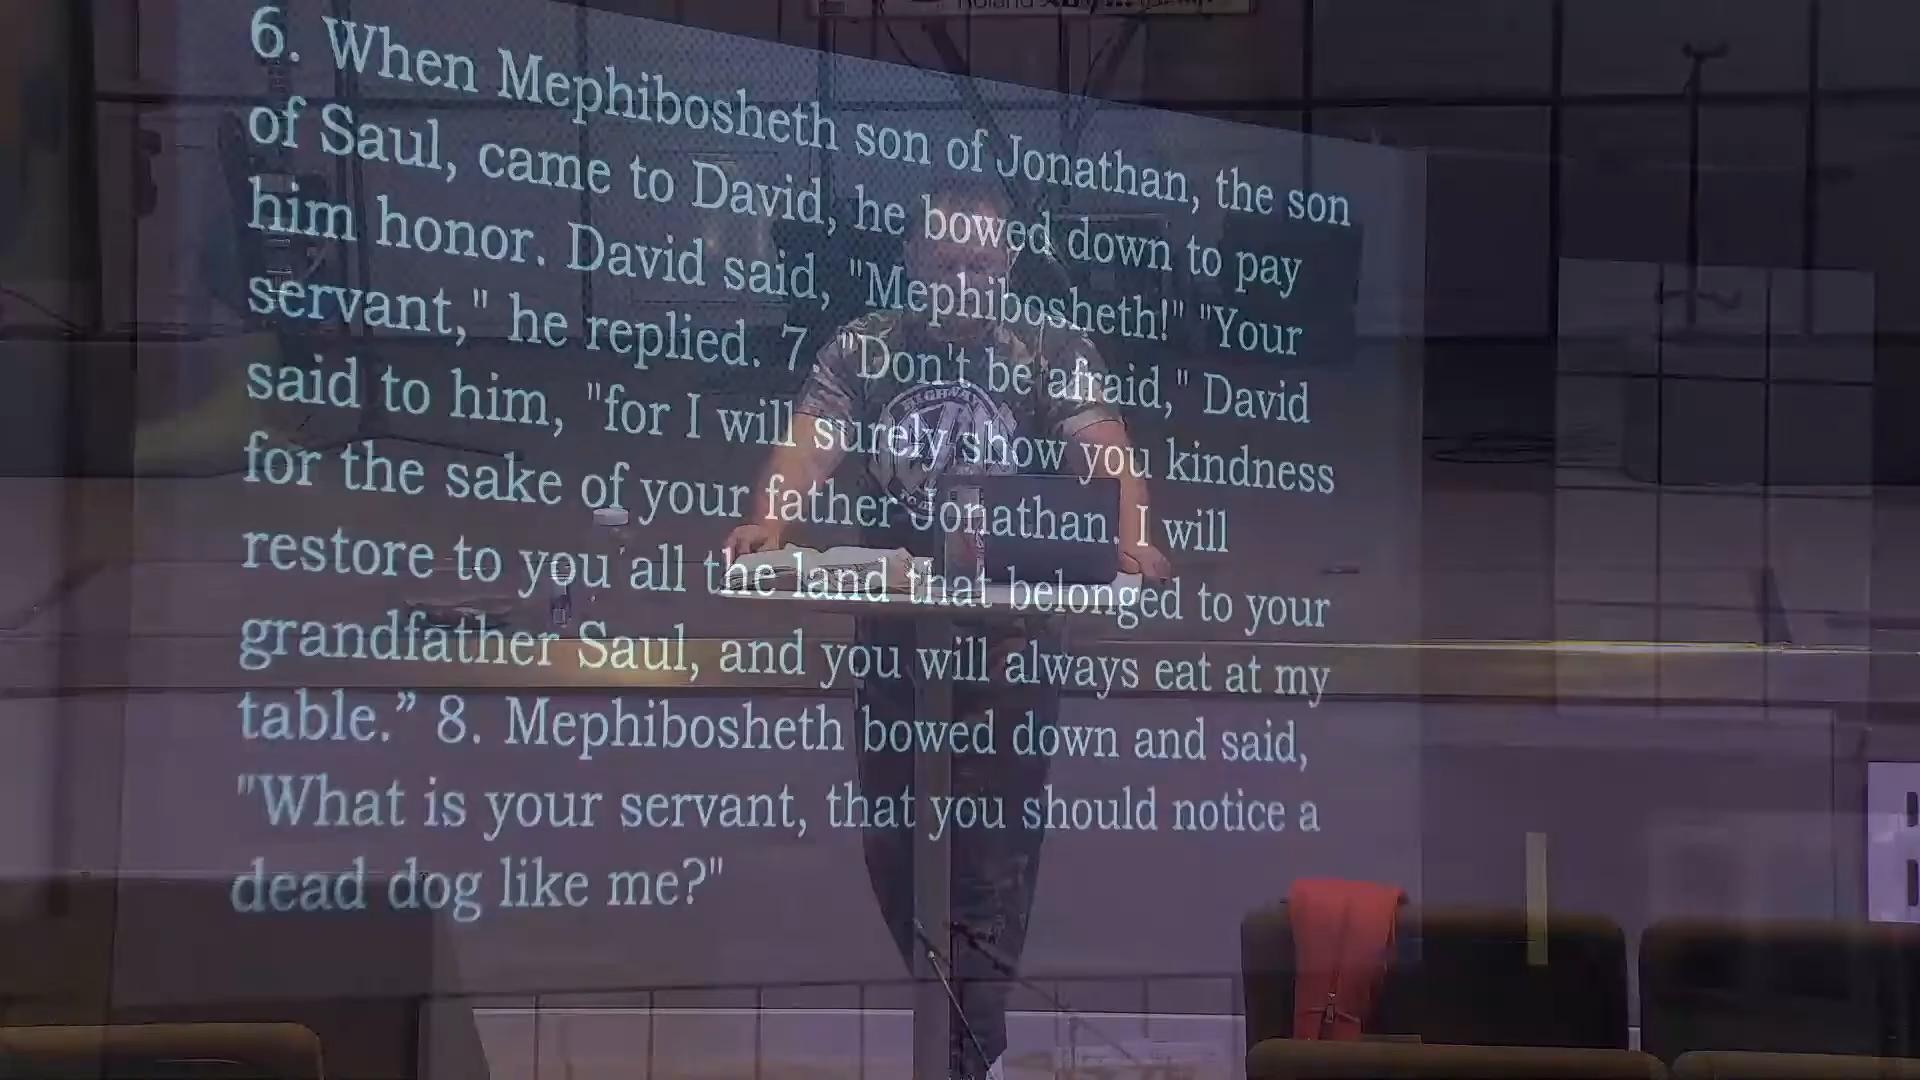 Roland
6. When Mephibosheth son of Jonathan, the son
of Saul, came to David, he bowed down to pay
him honor. David said, "Mephibosheth!" "Your
servant," he replied. 7. "Don't be afraid," David
said to him, "for I will surely show you kindness
for the sake of your father Jonathan. I will
restore to you all the land that belonged to your
grandfather Saul, and you will always eat at my
table.” 8. Mephibosheth bowed down and said,
"What is your servant, that you should notice a
dead dog like me?"
HIGHWAY